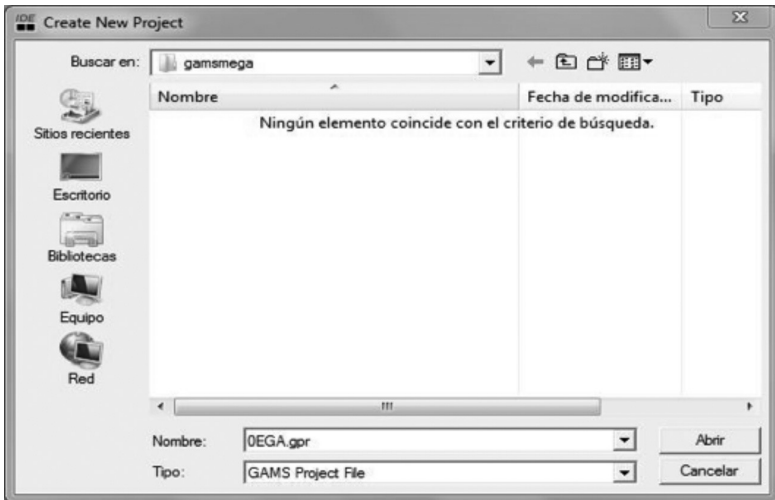 IDE Create New Project
Buscar en: gamsmega
Nombre Fecha de modifica... Tipo
Ningún elemento coincide con el criterio de búsqueda.
Sitios recientes
Escritorio
Bibliotecas
Equipo
Red
Nombre: 0EGA.gpr Abrir
Tipo: GAMS Project File Cancelar